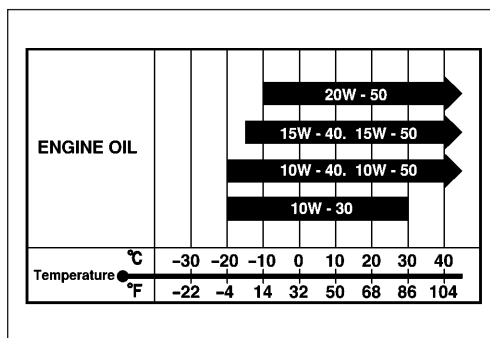 20W - 50
15W - 40. 15W - 50
ENGINE OIL
10W - 40. 10W - 50
10W - 30
°C -30 -20 -10 0 10 20 30 40
Temperature
°F -22 -4 14 32 50 68 86 104